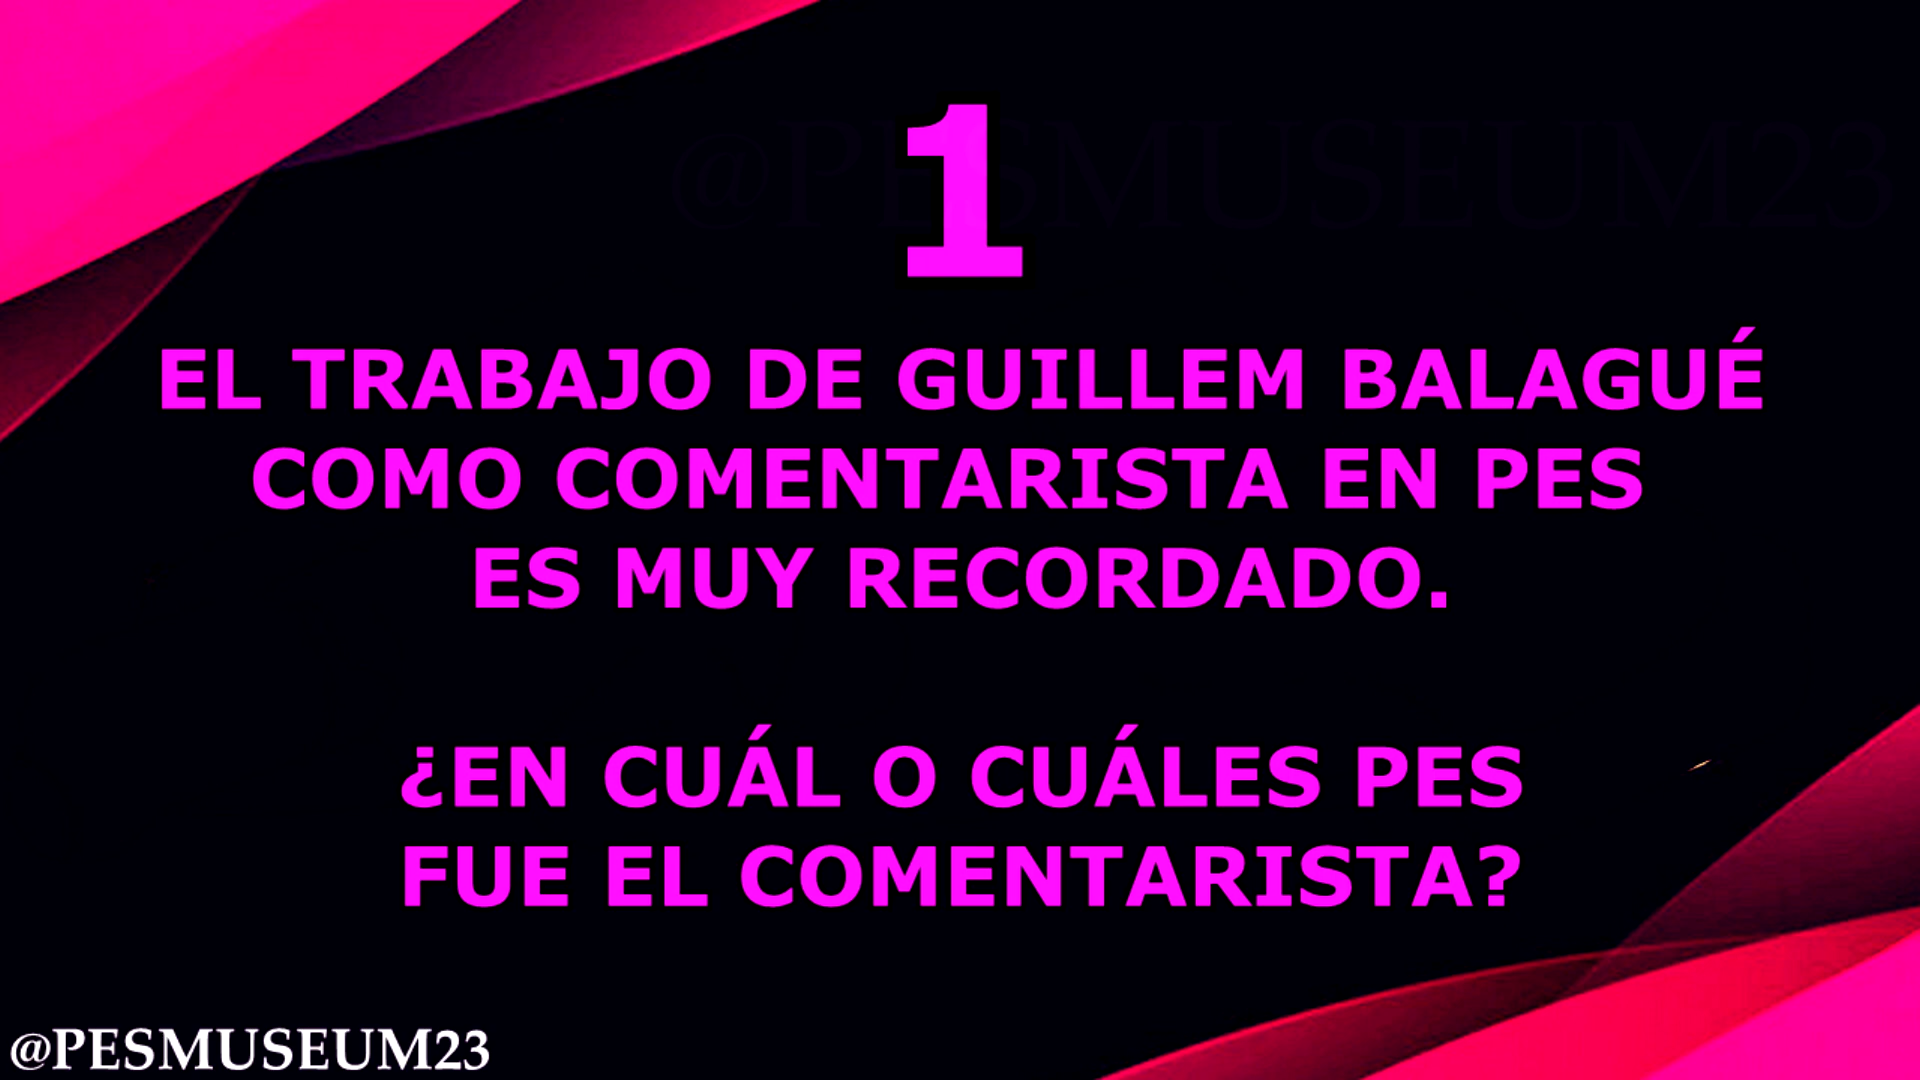 1
@PESMUSEUM23
EL TRABAJO DE GUILLEM BALAGUÉ
COMO COMENTARISTA EN PES
ES MUY RECORDADO.
¿EN CUÁL O CUÁLES PES
FUE EL COMENTARISTA?
@PESMUSEUM23